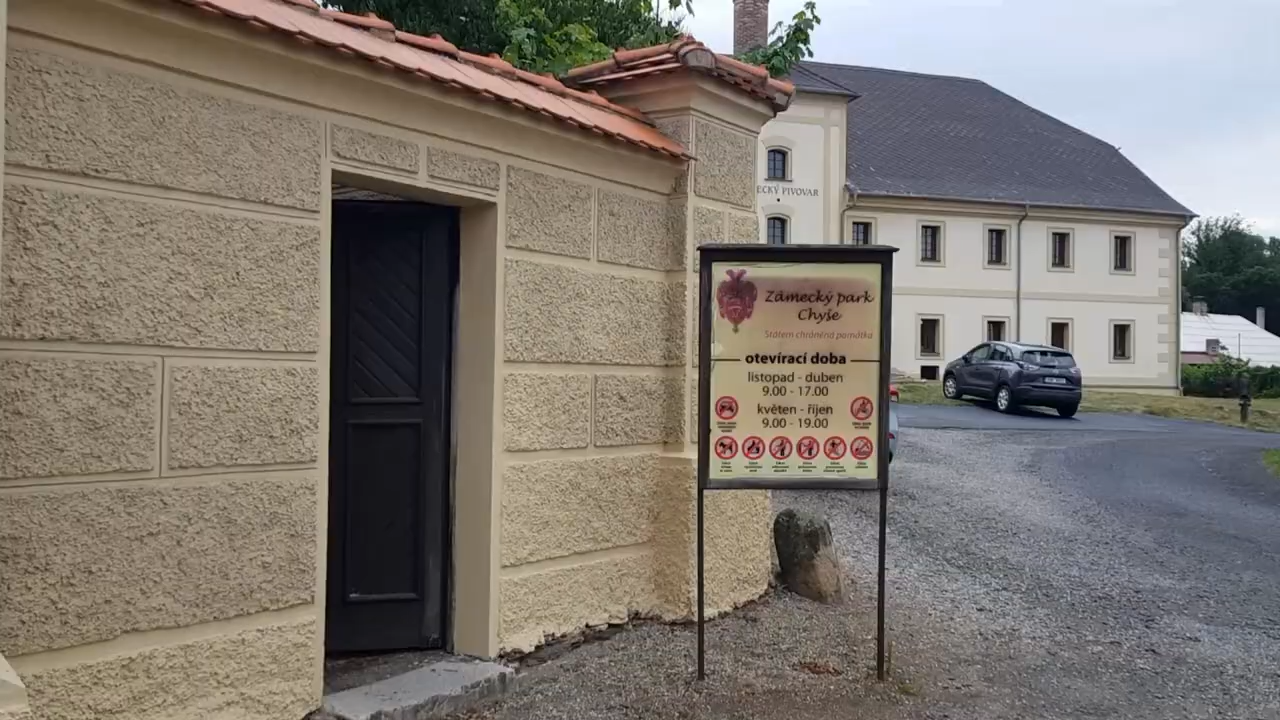 ECKÝ PIVOVAR
Zámecký park
Chyše
Státem chráněná památka
otevírací doba
listopad - duben
9.00 - 17.00
květen - říjen
9.00 - 19.00